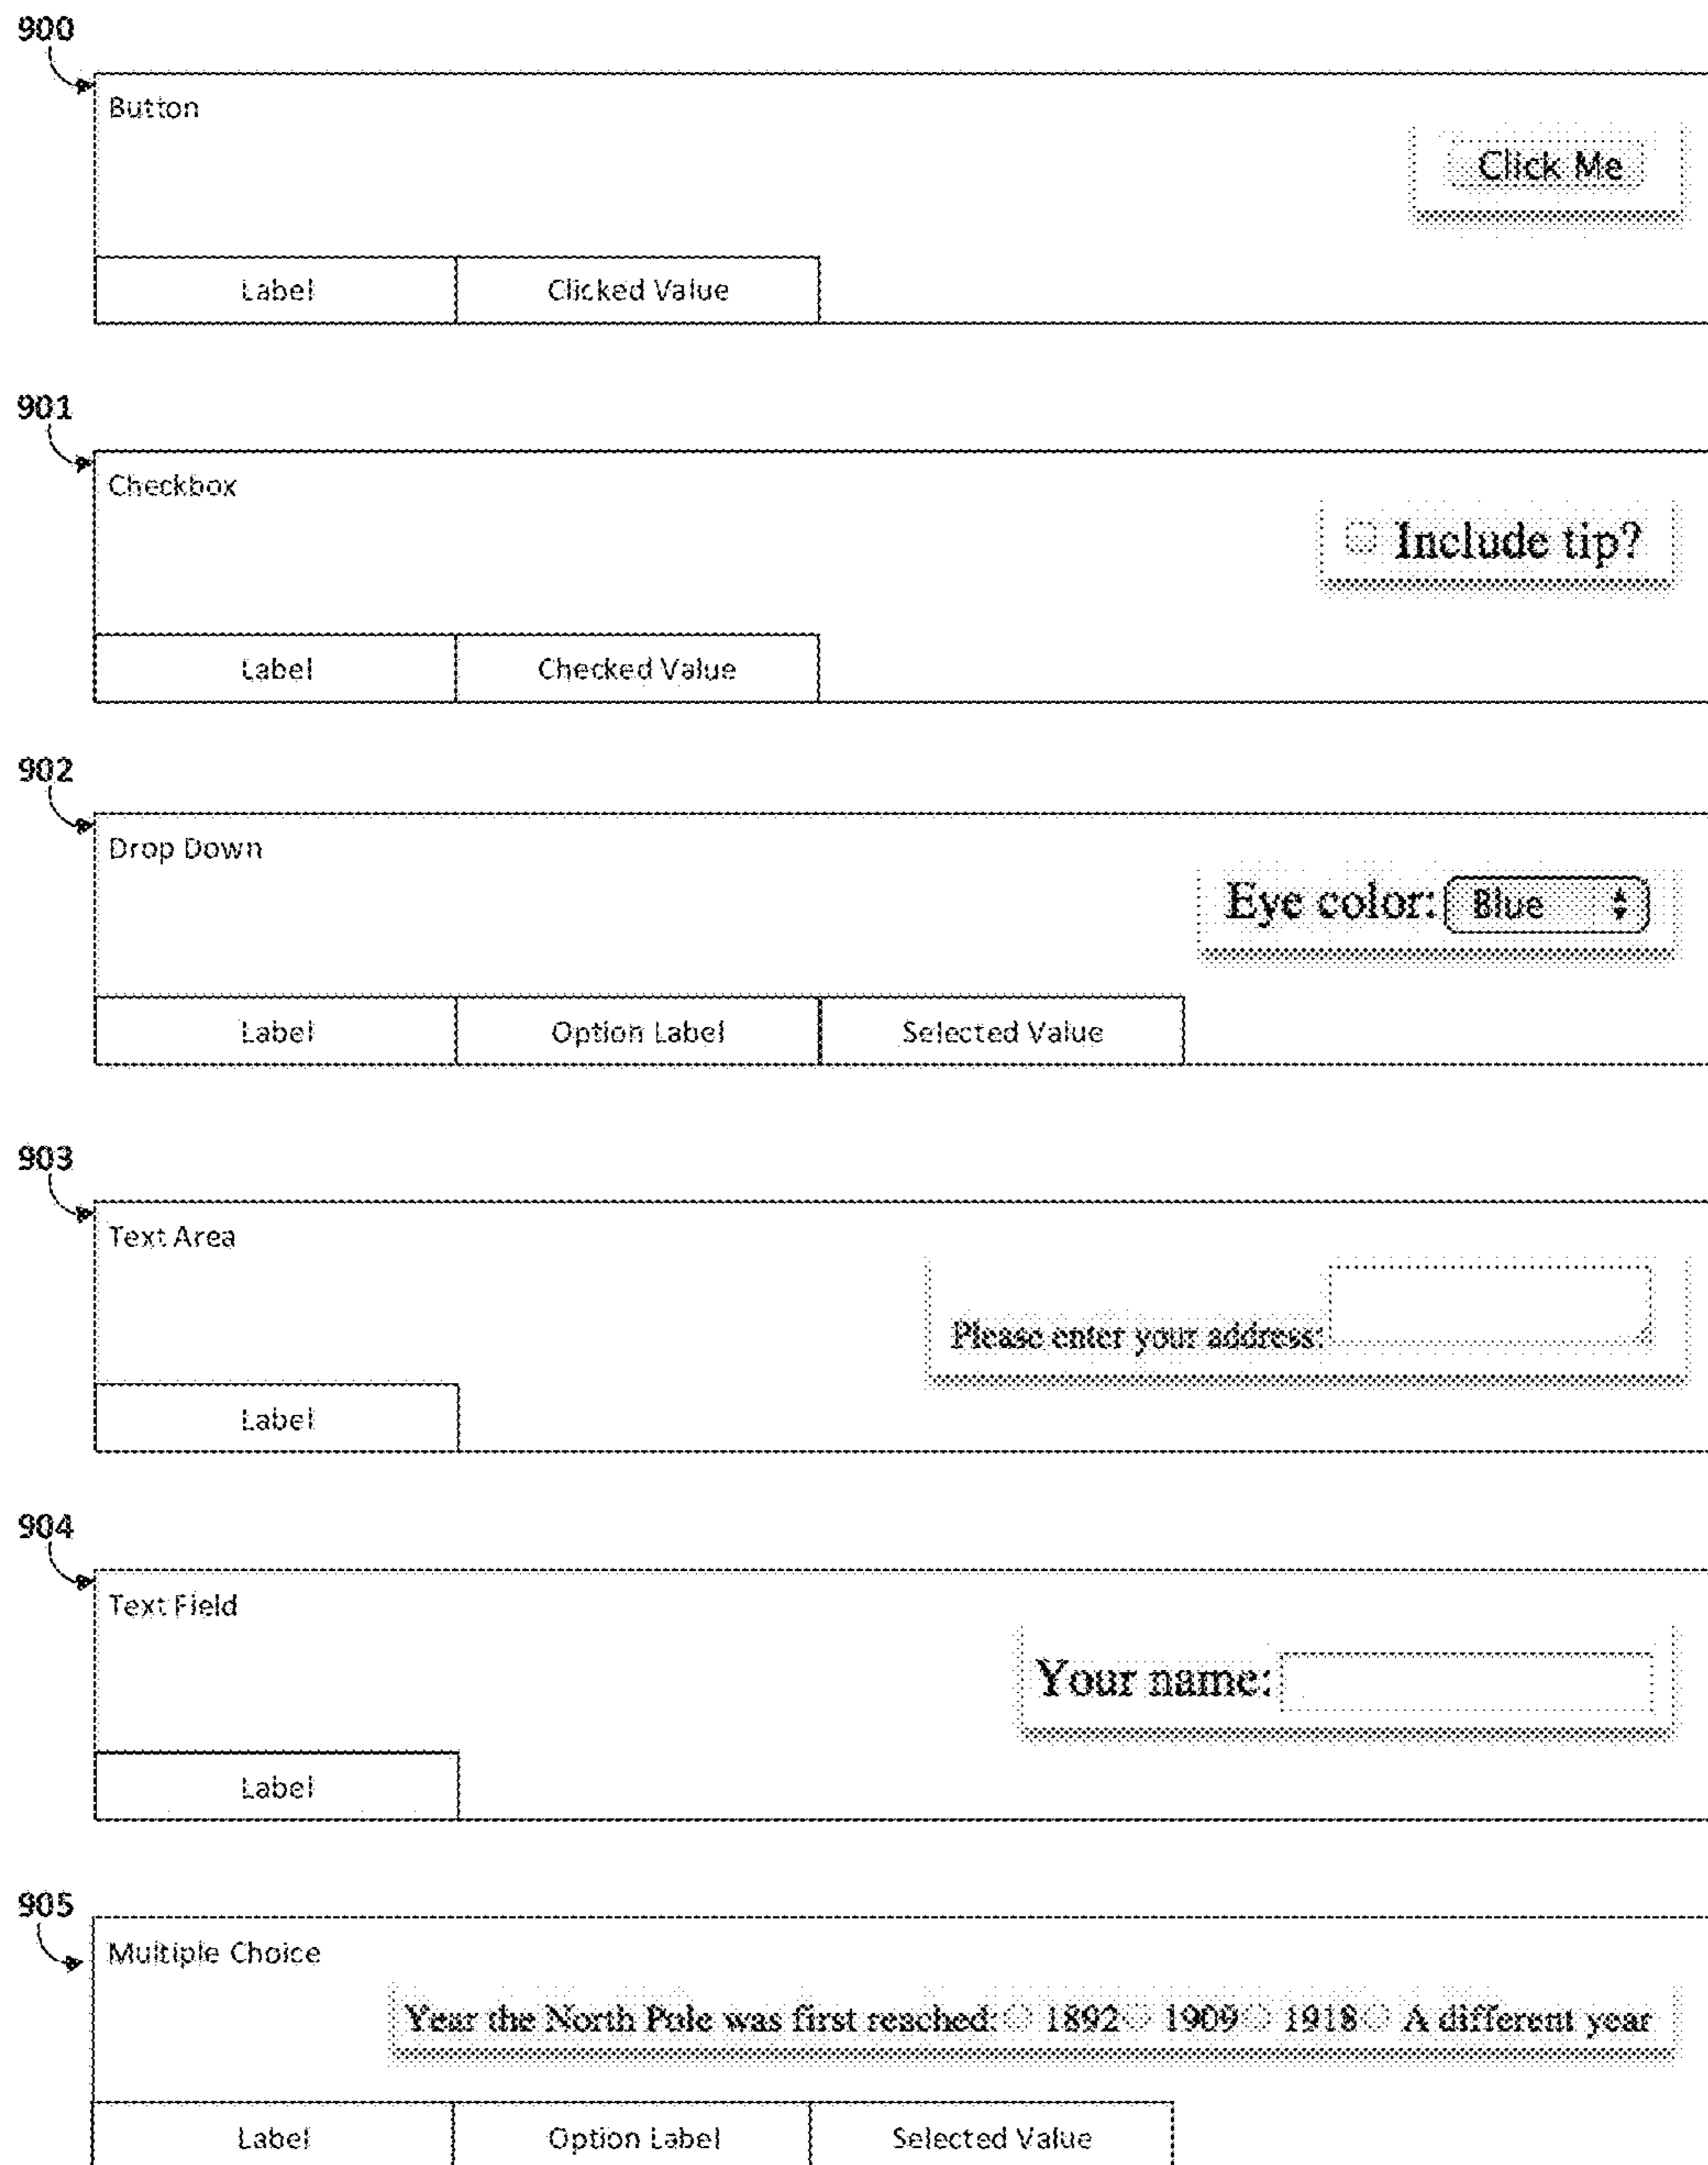 900
Button
Click Me
Label Clicked Value
901
Checkbox
Include tip?
Label Checked Value
902
Drop Down
Eye color: Blue
Label Option Label Selected Value
903
Text Area
Please enter your address:
Label
904
Text Field
Your name:
Label
905
Multiple Choice
Year the North Pole was first reached: 1892 1909 1918 A different year
Label Option Label Selected Value